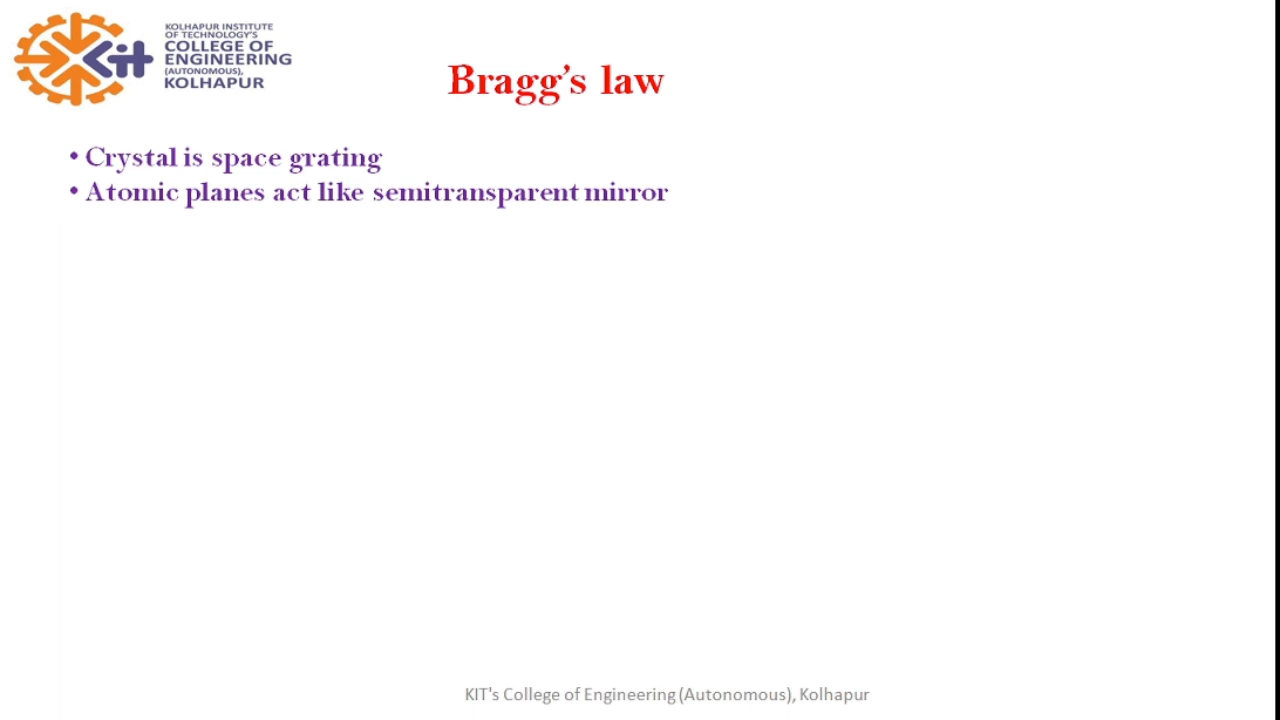 KOLHAPUR INSTITUTE
OF TECHNOLOGY'S
COLLEGE OF
ENGINEERING
(AUTONOMOUS),
KOLHAPUR
Kit
Bragg’s law
• Crystal is space grating
• Atomic planes act like semitransparent mirror
KIT's College of Engineering (Autonomous), Kolhapur